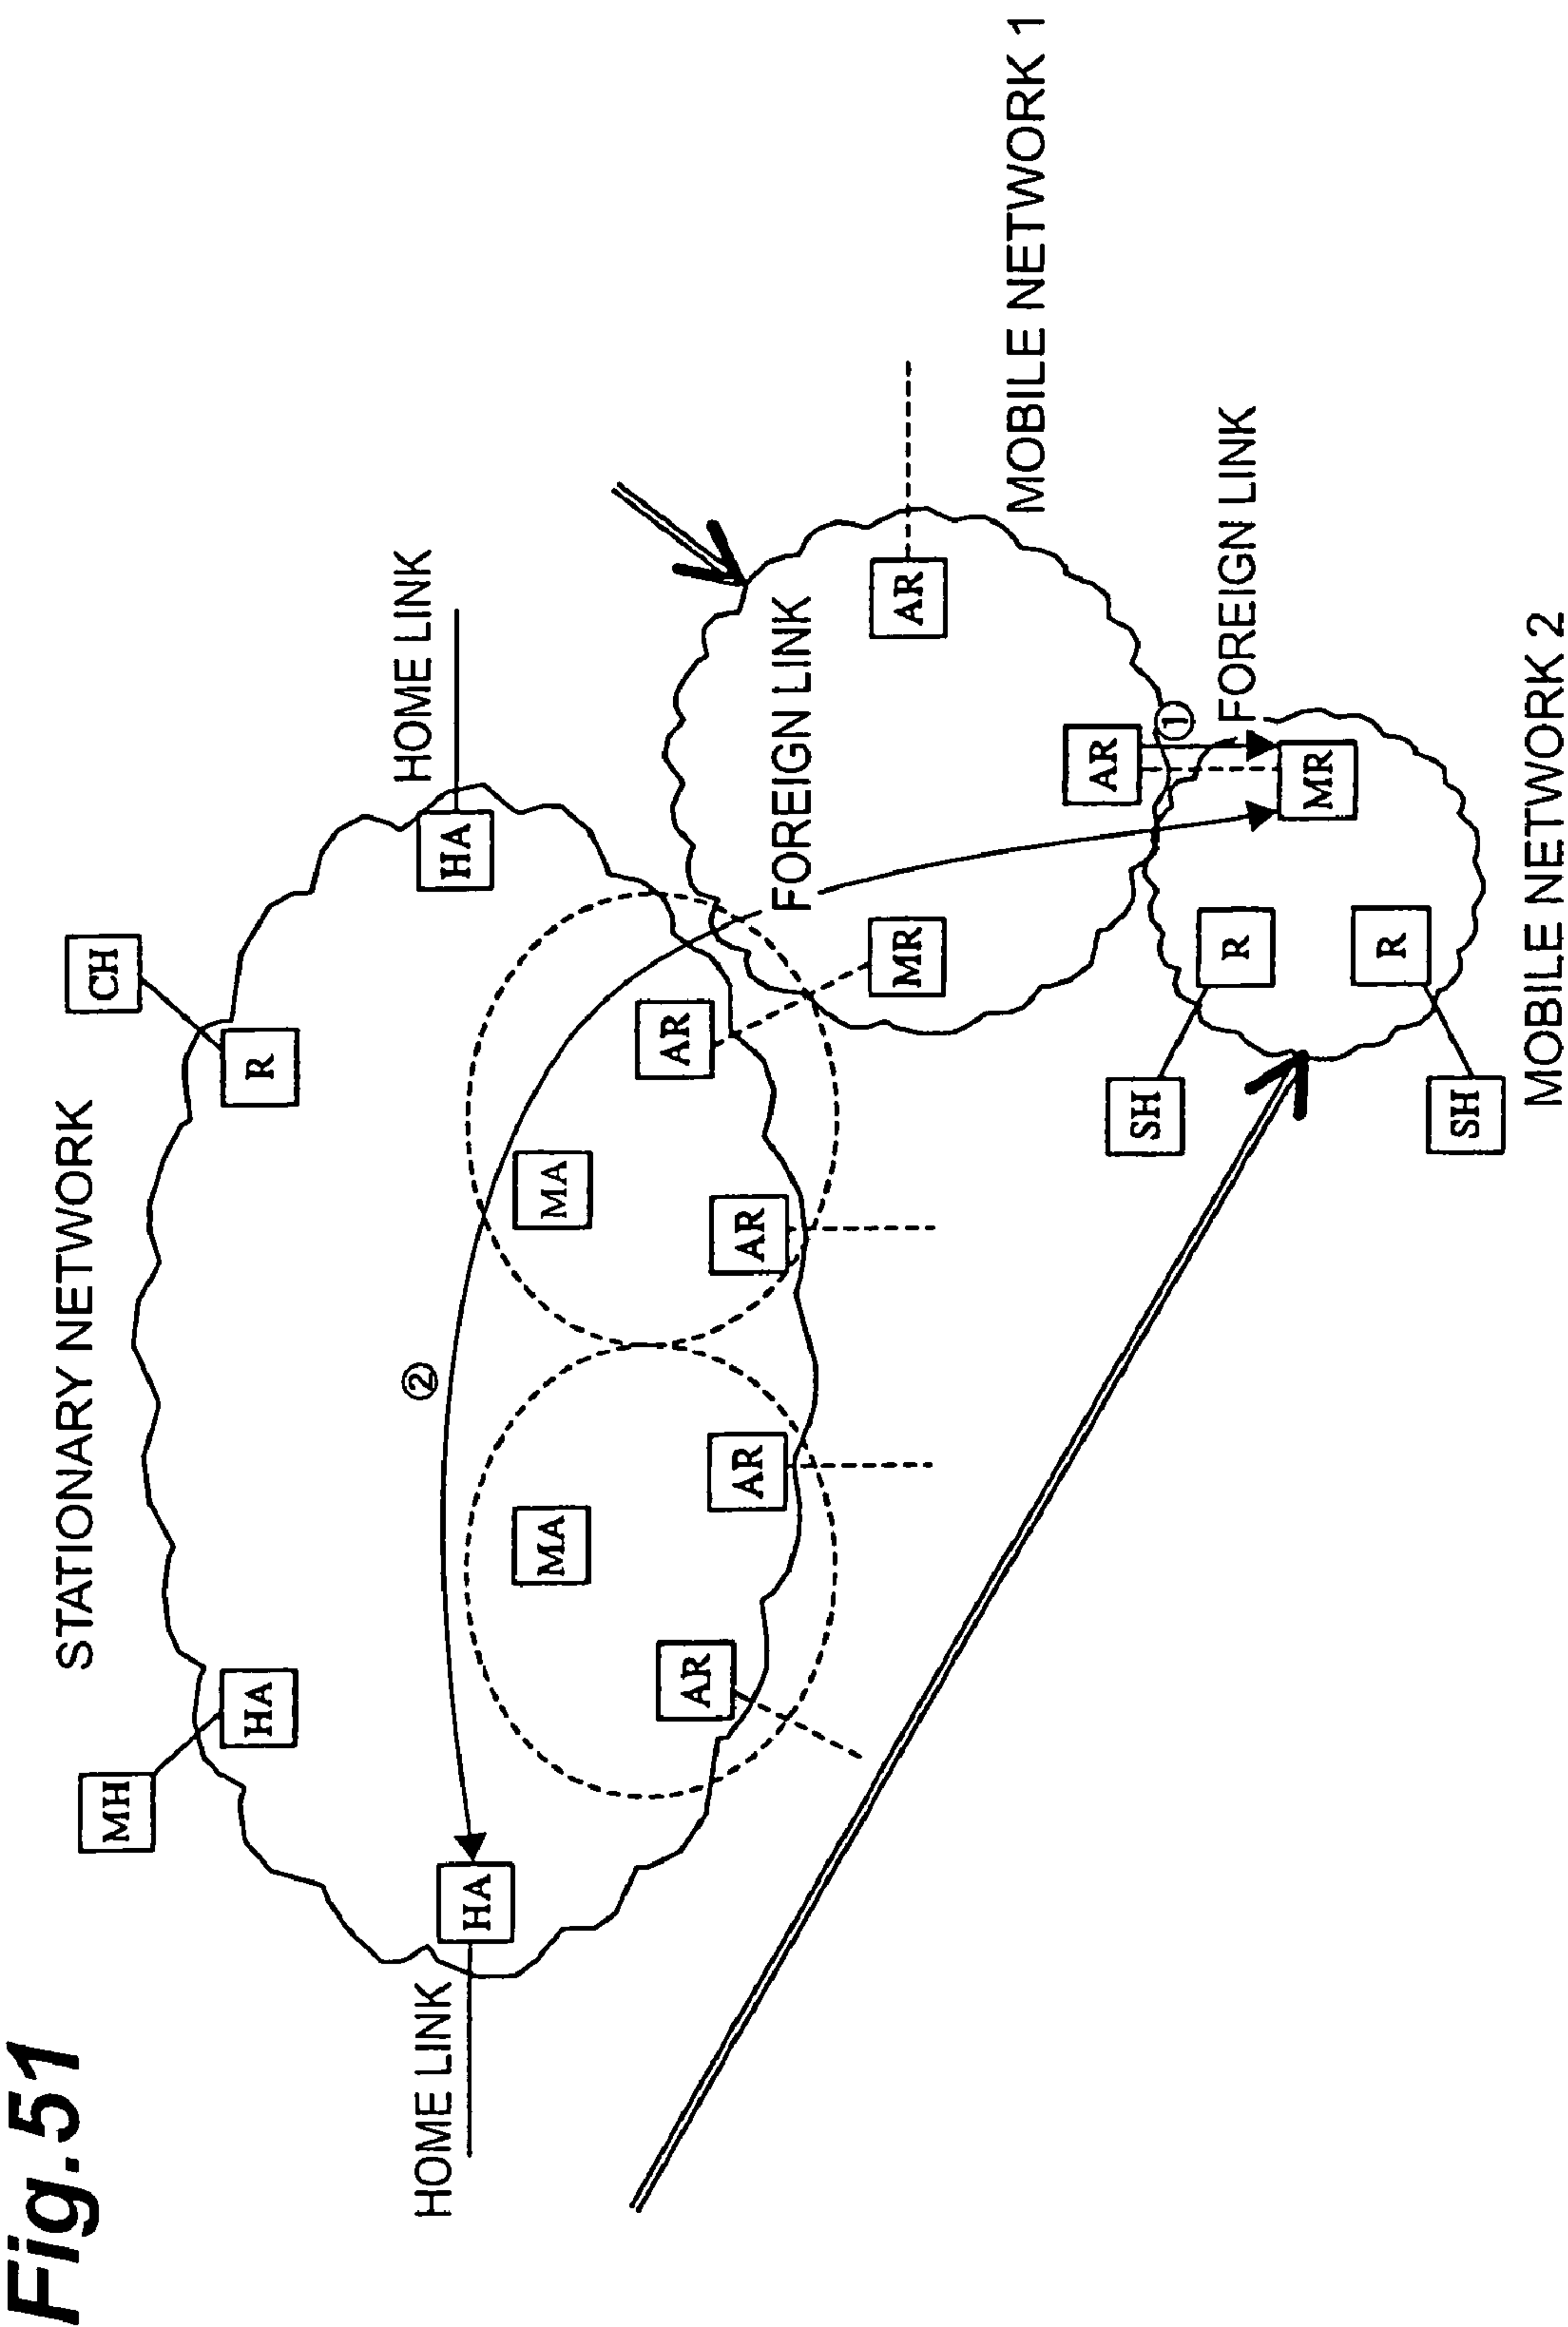 Fig.51
STATIONARY NETWORK
MH
CH
HA
R
HOME LINK
HOME LINK
HA
HA
②
MA
MA
AR
AR
AR
AR
FOREIGN LINK
MR
AR
MOBILE NETWORK 1
AR
①
FOREIGN LINK
SH
R
MR
R
SH
MOBILE NETWORK 2